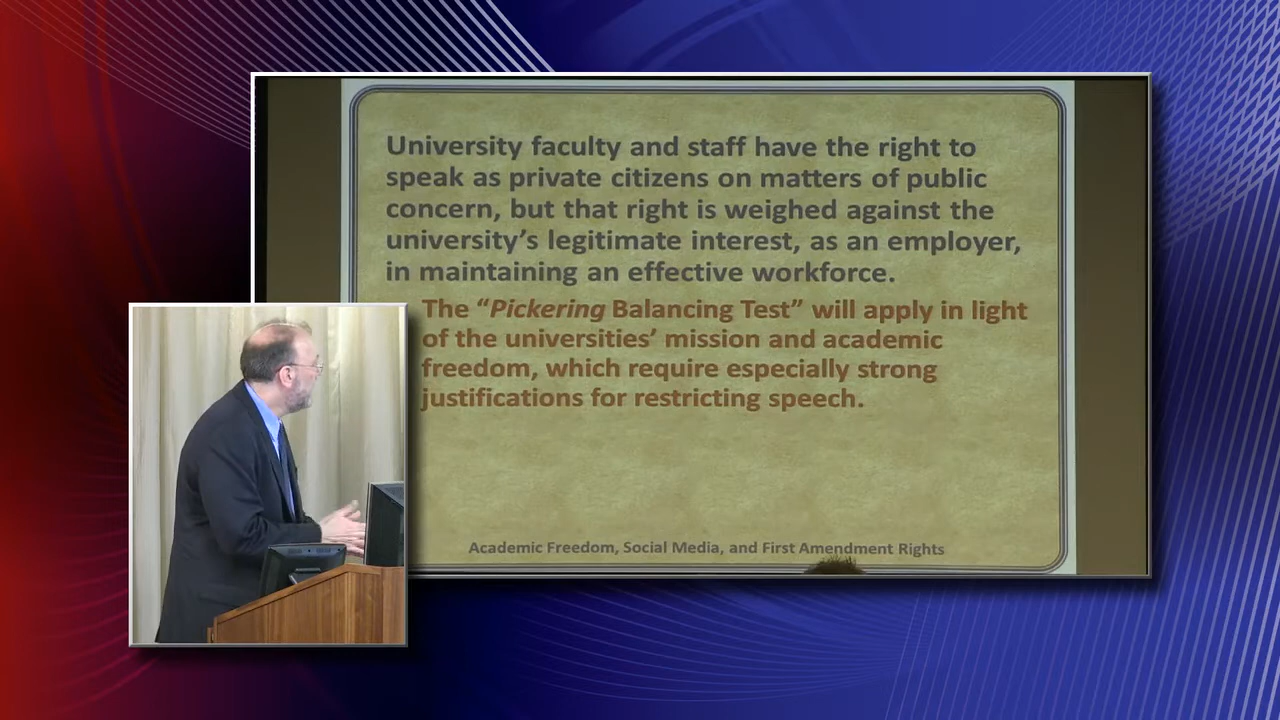 University faculty and staff have the right to
speak as private citizens on matters of public
concern, but that right is weighed against the
university's legitimate interest, as an employer,
in maintaining an effective workforce.
The “Pickering Balancing Test” will apply in light
of the universities’ mission and academic
freedom, which require especially strong
justifications for restricting speech.
Academic Freedom, Social Media, and First Amendment Rights